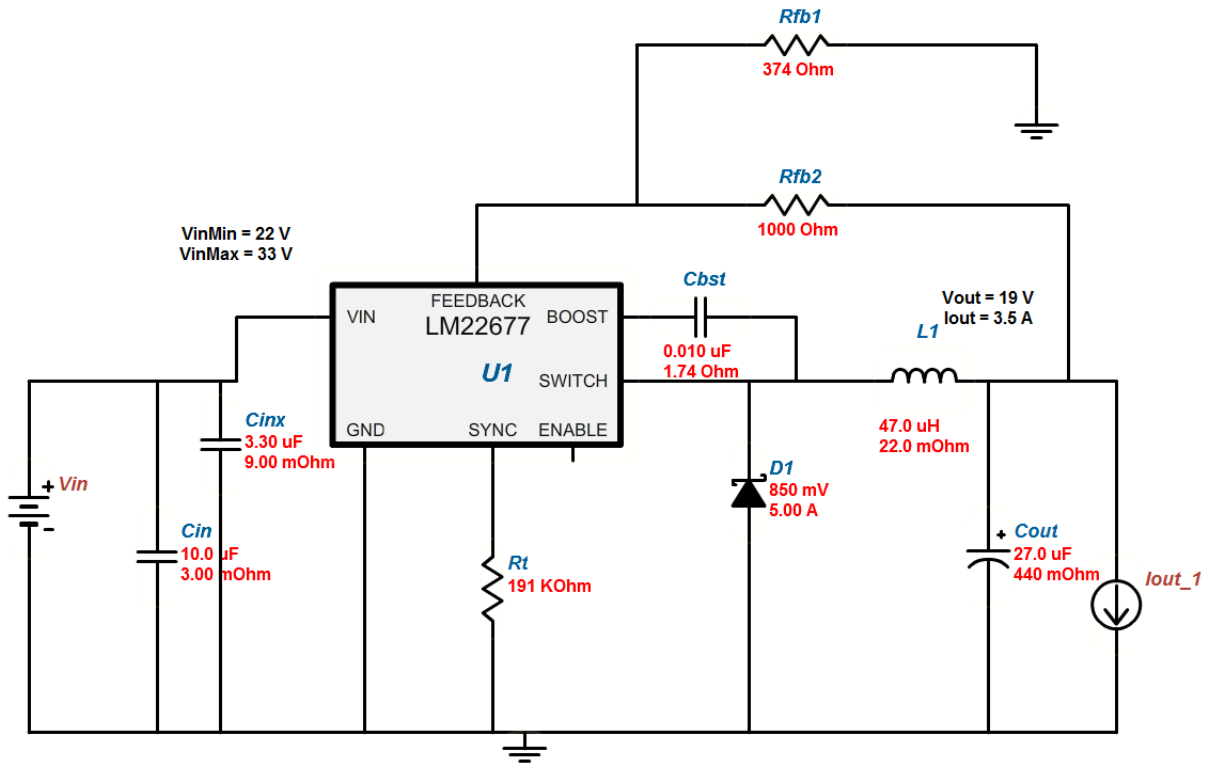 Rfb1
374 Ohm
Rfb2
1000 Ohm
VinMin = 22 V
VinMax = 33 V
Cbst
0.010 uF
1.74 Ohm
Vout = 19 V
Iout = 3.5 A
FEEDBACK
LM22677
VIN
BOOST
U1
SWITCH
GND
SYNC
ENABLE
L1
47.0 uH
22.0 mOhm
Cinx
3.30 uF
9.00 mOhm
+ Vin
-
Cin
10.0 uF
3.00 mOhm
Rt
191 KOhm
D1
850 mV
5.00 A
+ Cout
27.0 uF
440 mOhm
Iout_1